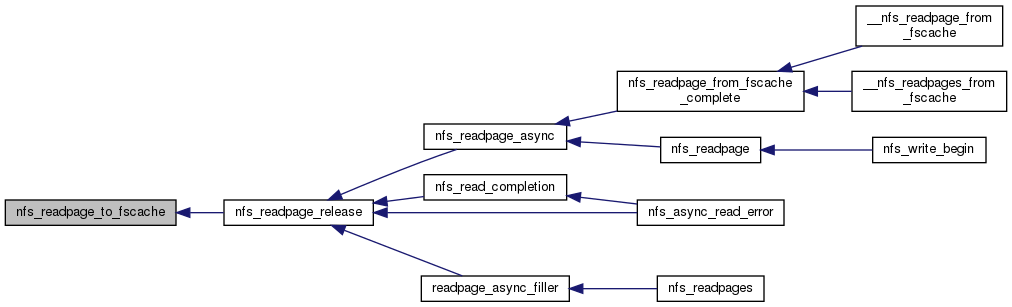 __nfs_readpage_from
_fscache
nfs_readpage_from_fscache
_complete
__nfs_readpages_from
_fscache
nfs_readpage_async
nfs_readpage
nfs_write_begin
nfs_read_completion
nfs_readpage_to_fscache
nfs_readpage_release
nfs_async_read_error
readpage_async_filler
nfs_readpages